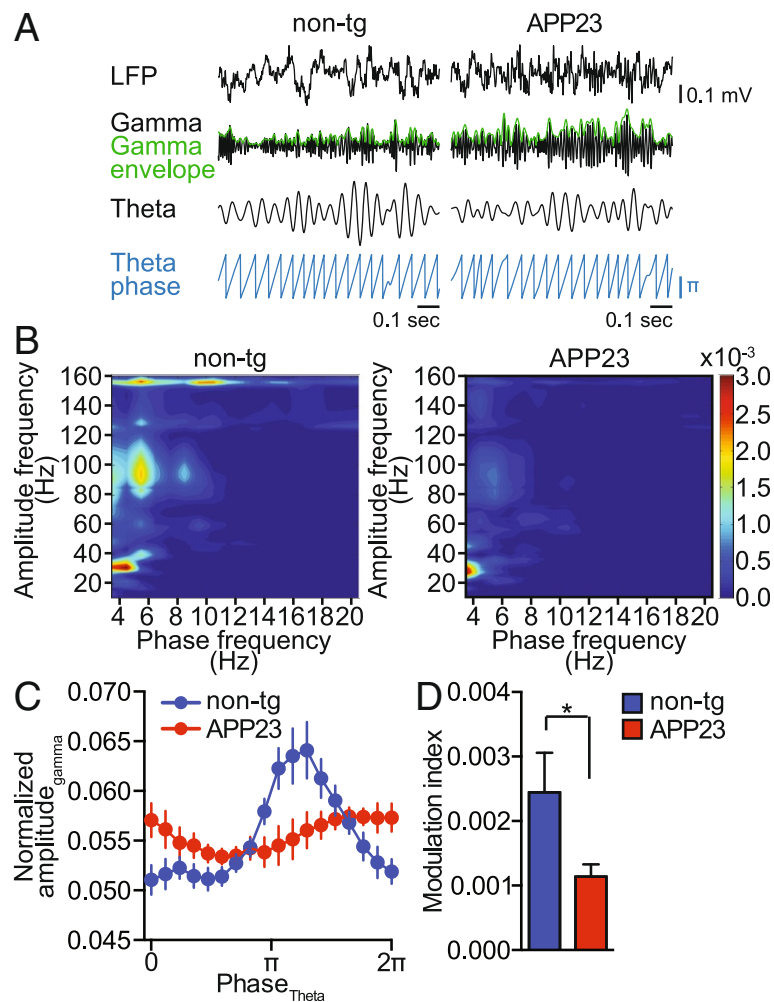 A
non-tg APP23
LFP
0.1 mV
Gamma
Gamma
envelope
Theta
Theta
phase
π
0.1 sec 0.1 sec
B
non-tg APP23
x10-3
Amplitude frequency
(Hz)
160
140
120
100
80
60
40
20
4 6 8 10 12 14 16 18 20
Phase frequency
(Hz)
Amplitude frequency
(Hz)
160
140
120
100
80
60
40
20
4 6 8 10 12 14 16 18 20
Phase frequency
(Hz)
3.0
2.5
2.0
1.5
1.0
0.5
0.0
C
non-tg
APP23
Normalized
amplitude gamma
0.070
0.065
0.060
0.055
0.050
0.045
0 π 2π
Phase Theta
D
non-tg
APP23
*
Modulation index
0.004
0.003
0.002
0.001
0.000